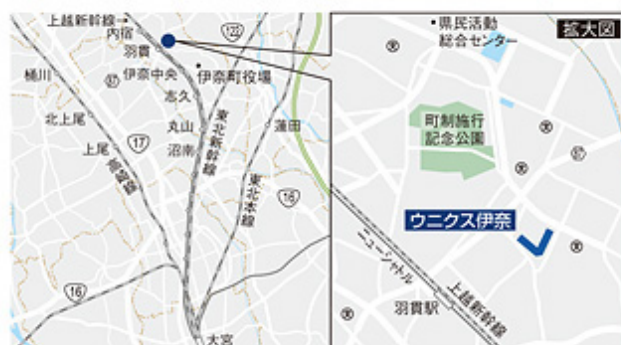 上越新幹線→
内宿
羽貫
122
桶川
87
伊奈中央
伊奈町役場
志久
北上尾
丸山
蓮田
17
上尾
沼南
高崎線
東北新幹線
東北本線
16
16
大宮
拡大図
県民活動
総合センター
町制施行
記念公園
87
ウニクス伊奈
ニューシャトル
上越新幹線
羽貫駅